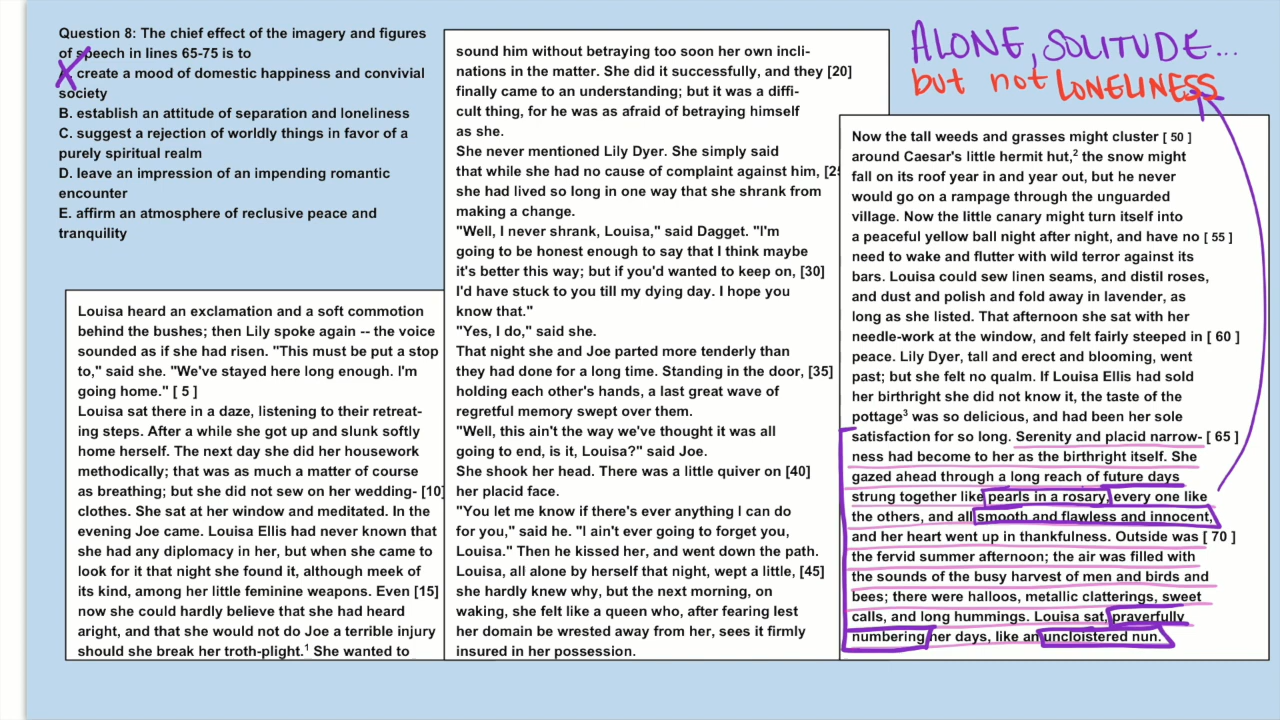 Question 8: The chief effect of the imagery and figures
of speech in lines 65-75 is to
A. create a mood of domestic happiness and convivial
society
B. establish an attitude of separation and loneliness
C. suggest a rejection of worldly things in favor of a
purely spiritual realm
D. leave an impression of an impending romantic
encounter
E. affirm an atmosphere of reclusive peace and
tranquility
Louisa heard an exclamation and a soft commotion
behind the bushes; then Lily spoke again -- the voice
sounded as if she had risen. "This must be put a stop
to," said she. "We've stayed here long enough. I'm
going home." [ 5 ]
Louisa sat there in a daze, listening to their retreat-
ing steps. After a while she got up and slunk softly
home herself. The next day she did her housework
methodically; that was as much a matter of course
as breathing; but she did not sew on her wedding- [10]
clothes. She sat at her window and meditated. In the
evening Joe came. Louisa Ellis had never known that
she had any diplomacy in her, but when she came to
look for it that night she found it, although meek of
its kind, among her little feminine weapons. Even [15]
now she could hardly believe that she had heard
aright, and that she would not do Joe a terrible injury
should she break her troth-plight.¹ She wanted to
sound him without betraying too soon her own incli-
nations in the matter. She did it successfully, and they [20]
finally came to an understanding; but it was a diffi-
cult thing, for he was as afraid of betraying himself
as she.
She never mentioned Lily Dyer. She simply said
that while she had no cause of complaint against him, [25
she had lived so long in one way that she shrank from
making a change.
"Well, I never shrank, Louisa," said Dagget. "I'm
going to be honest enough to say that I think maybe
it's better this way; but if you'd wanted to keep on, [30]
I'd have stuck to you till my dying day. I hope you
know that."
"Yes, I do," said she.
That night she and Joe parted more tenderly than
they had done for a long time. Standing in the door, [35]
holding each other's hands, a last great wave of
regretful memory swept over them.
"Well, this ain't the way we've thought it was all
going to end, is it, Louisa?" said Joe.
She shook her head. There was a little quiver on [40]
her placid face.
"You let me know if there's ever anything I can do
for you," said he. "I ain't ever going to forget you,
Louisa." Then he kissed her, and went down the path.
Louisa, all alone by herself that night, wept a little, [45]
she hardly knew why, but the next morning, on
waking, she felt like a queen who, after fearing lest
her domain be wrested away from her, sees it firmly
insured in her possession.
ALONE, SOLITUDE...
but not LONELINESS
Now the tall weeds and grasses might cluster [ 50 ]
around Caesar's little hermit hut,² the snow might
fall on its roof year in and year out, but he never
would go on a rampage through the unguarded
village. Now the little canary might turn itself into
a peaceful yellow ball night after night, and have no [ 55 ]
need to wake and flutter with wild terror against its
bars. Louisa could sew linen seams, and distil roses,
and dust and polish and fold away in lavender, as
long as she listed. That afternoon she sat with her
needle-work at the window, and felt fairly steeped in [ 60 ]
peace. Lily Dyer, tall and erect and blooming, went
past; but she felt no qualm. If Louisa Ellis had sold
her birthright she did not know it, the taste of the
pottage³ was so delicious, and had been her sole
satisfaction for so long. Serenity and placid narrow- [ 65 ]
ness had become to her as the birthright itself. She
gazed ahead through a long reach of future days
strung together like pearls in a rosary, every one like
the others, and all smooth and flawless and innocent,
and her heart went up in thankfulness. Outside was [ 70 ]
the fervid summer afternoon; the air was filled with
the sounds of the busy harvest of men and birds and
bees; there were halloos, metallic clatterings, sweet
calls, and long hummings. Louisa sat, prayerfully
numbering her days, like an uncloistered nun.